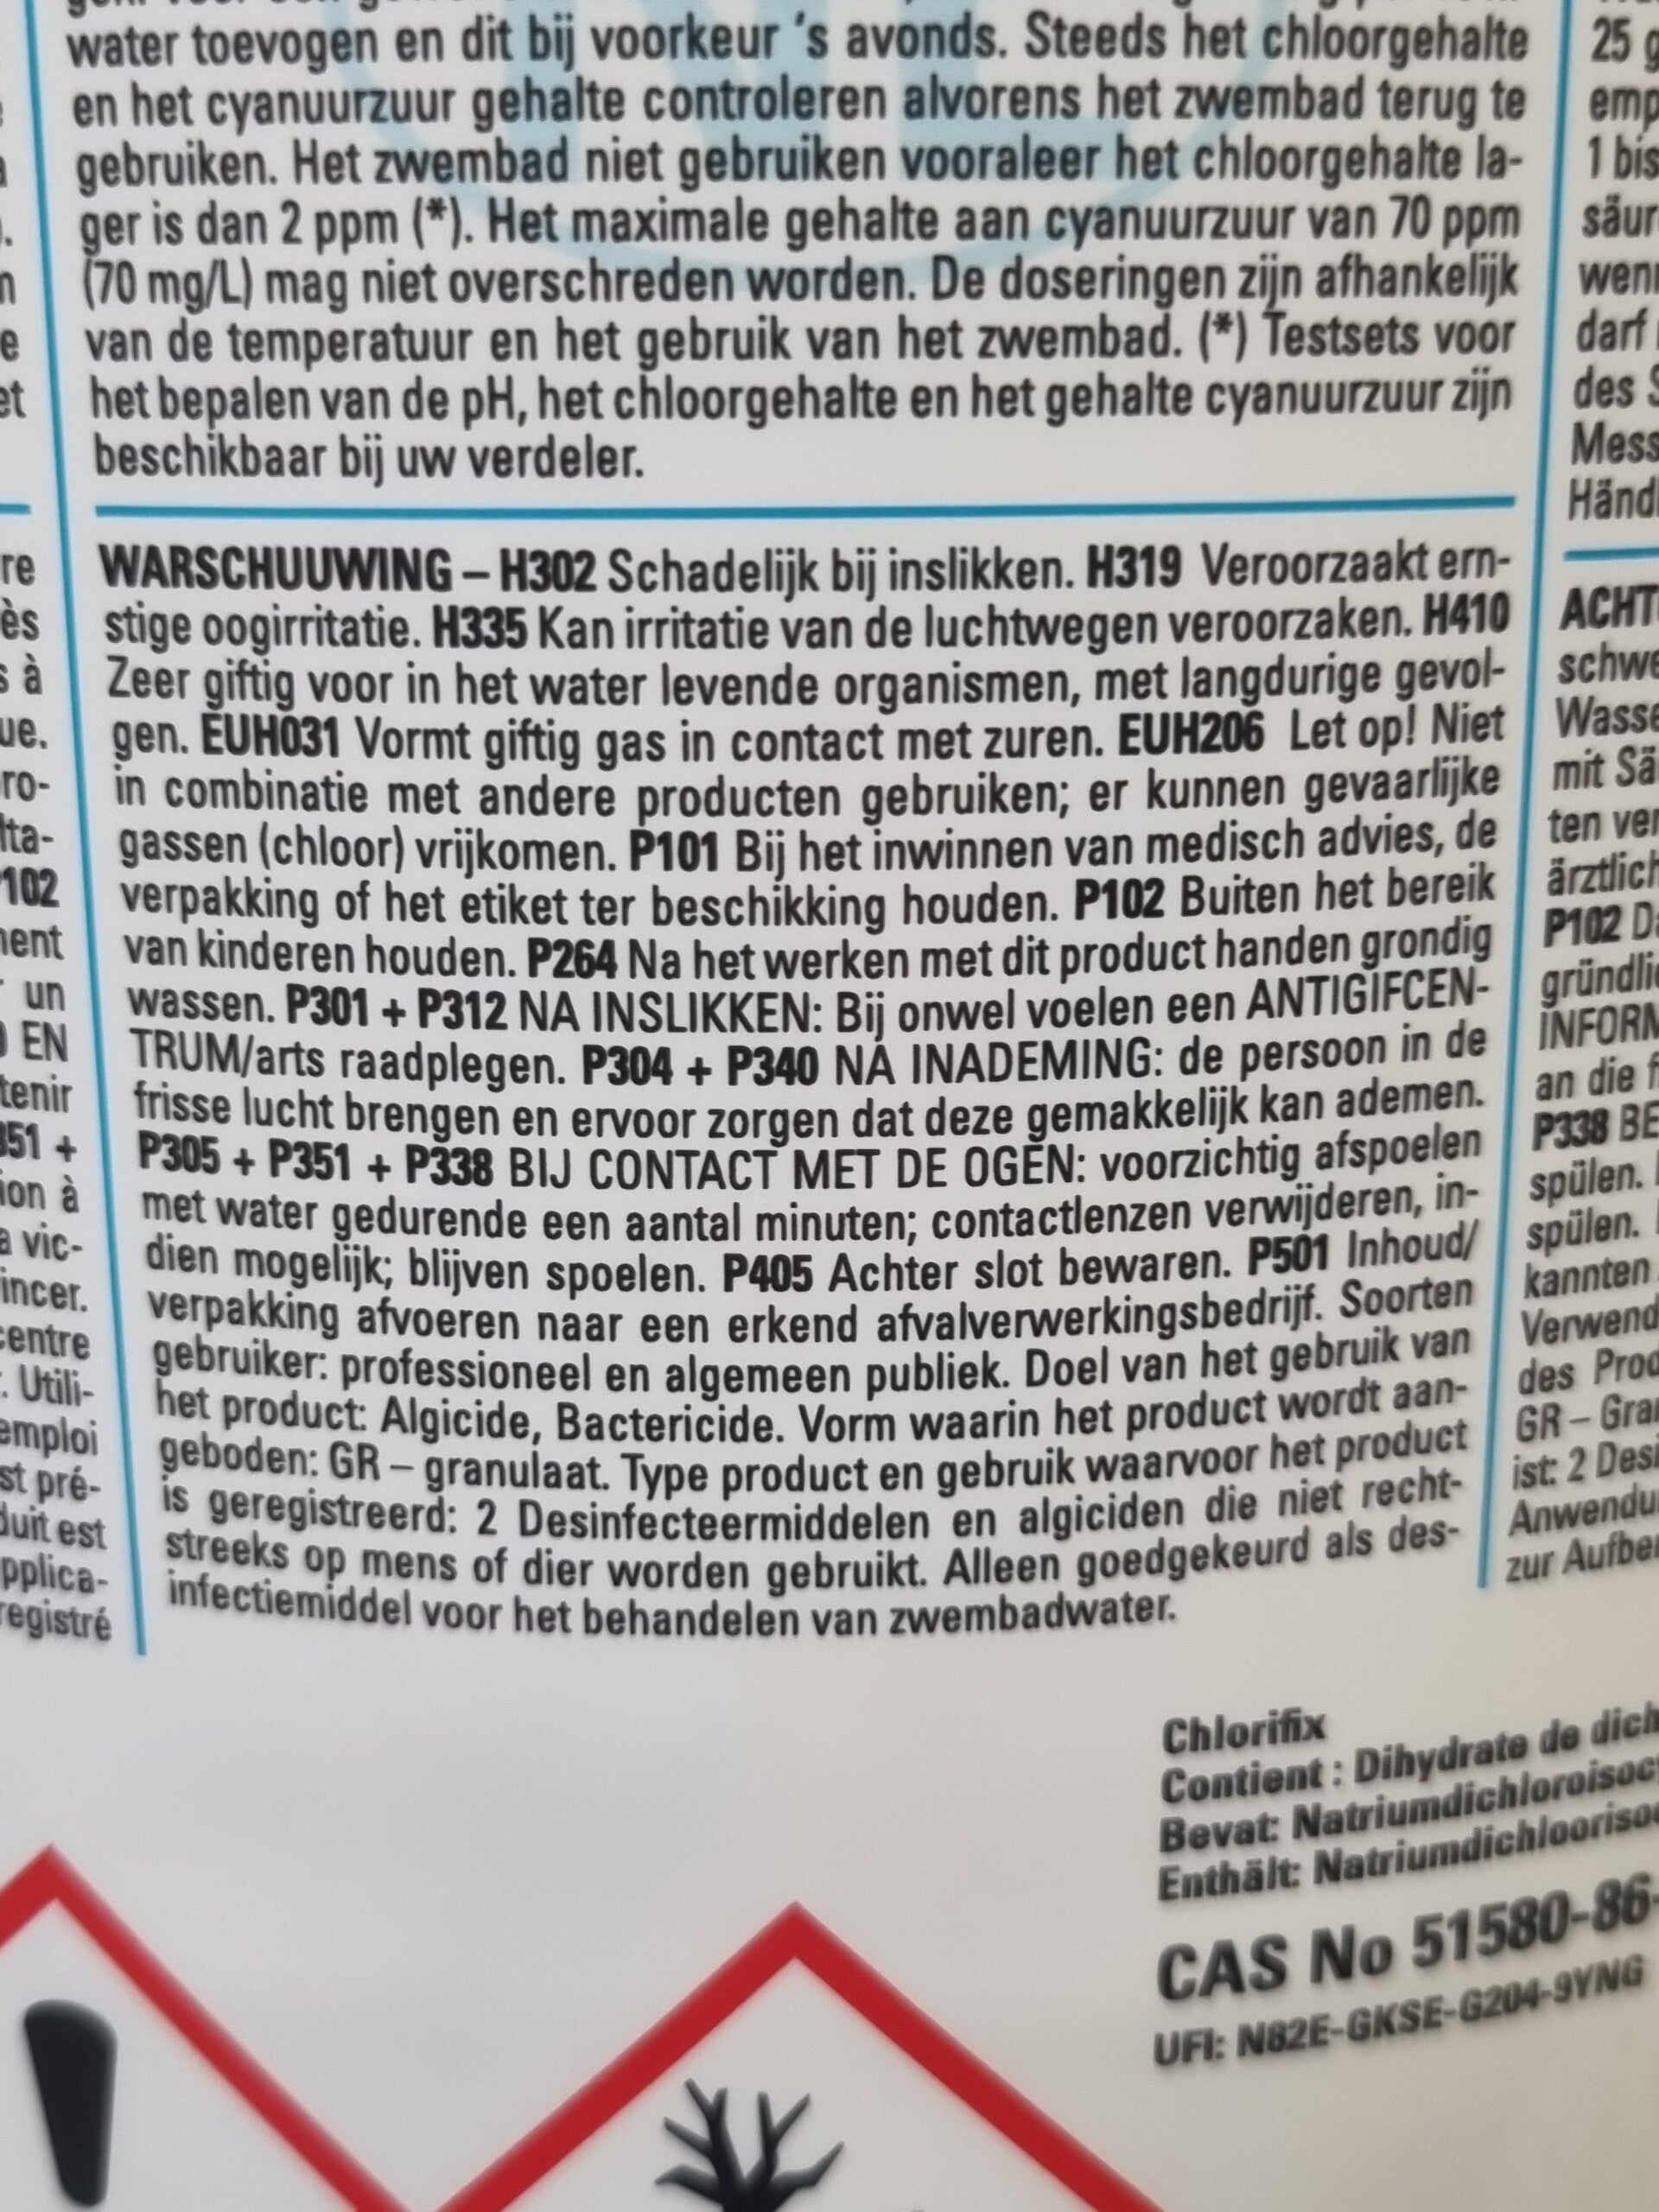 water toevogen en dit bij voorkeur 's avonds. Steeds het chloorgehalte
en het cyanuurzuur gehalte controleren alvorens het zwembad terug te
gebruiken. Het zwembad niet gebruiken vooraleer het chloorgehalte la-
ger is dan 2 ppm (*). Het maximale gehalte aan cyanuurzuur van 70 ppm
(70 mg/L) mag niet overschreden worden. De doseringen zijn afhankelijk
van de temperatuur en het gebruik van het zwembad. (*) Testsets voor
het bepalen van de pH, het chloorgehalte en het gehalte cyanuurzuur zijn
beschikbaar bij uw verdeler.
WARSCHUUWING – H302 Schadelijk bij inslikken. H319 Veroorzaakt ern-
stige oogirritatie. H335 Kan irritatie van de luchtwegen veroorzaken. H410
Zeer giftig voor in het water levende organismen, met langdurige gevol-
gen. EUH031 Vormt giftig gas in contact met zuren. EUH206 Let op! Niet
in combinatie met andere producten gebruiken; er kunnen gevaarlijke
gassen (chloor) vrijkomen. P101 Bij het inwinnen van medisch advies, de
verpakking of het etiket ter beschikking houden. P102 Buiten het bereik
van kinderen houden. P264 Na het werken met dit product handen grondig
wassen. P301 + P312 NA INSLIKKEN: Bij onwel voelen een ANTIGIFCEN-
TRUM/arts raadplegen. P304 + P340 NA INADEMING: de persoon in de
frisse lucht brengen en ervoor zorgen dat deze gemakkelijk kan ademen.
P305 + P351 + P338 BIJ CONTACT MET DE OGEN: voorzichtig afspoelen
met water gedurende een aantal minuten; contactlenzen verwijderen, in-
dien mogelijk; blijven spoelen. P405 Achter slot bewaren. P501 Inhoud/
verpakking afvoeren naar een erkend afvalverwerkingsbedrijf. Soorten
gebruiker: professioneel en algemeen publiek. Doel van het gebruik van
het product: Algicide, Bactericide. Vorm waarin het product wordt aan-
geboden: GR – granulaat. Type product en gebruik waarvoor het product
is geregistreerd: 2 Desinfecteermiddelen en algiciden die niet recht-
streeks op mens of dier worden gebruikt. Alleen goedgekeurd als des-
infectiemiddel voor het behandelen van zwembadwater.
Chlorifix
Contient : Dihydrate de dich
Bevat: Natriumdichloroisoc
Enthält: Natriumdichlooriso
CAS No 51580-86-
UFI: N82E-GKSE-G204-9YNG